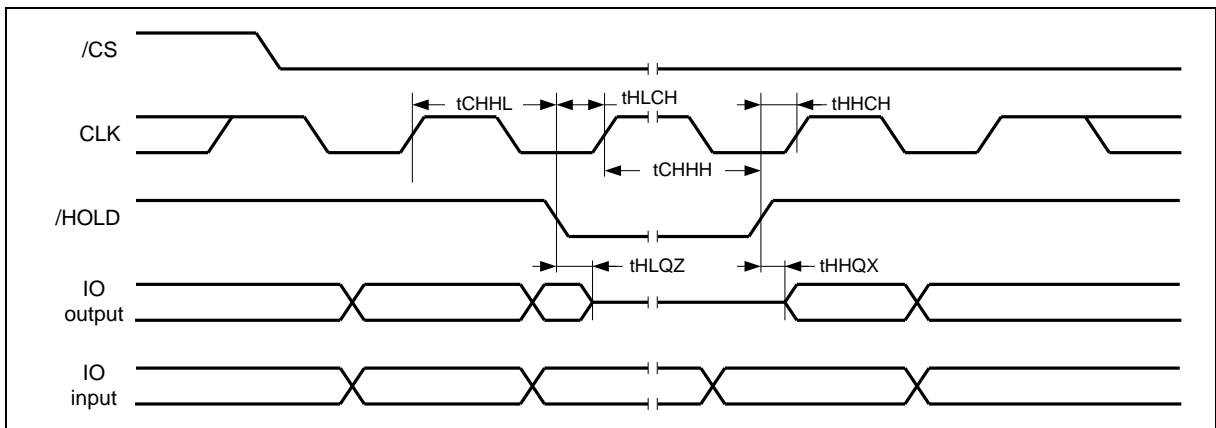 /CS
tCHHL
tHLCH
tHHCH
CLK
tCHHH
/HOLD
tHLQZ
tHHQX
IO
output
IO
input